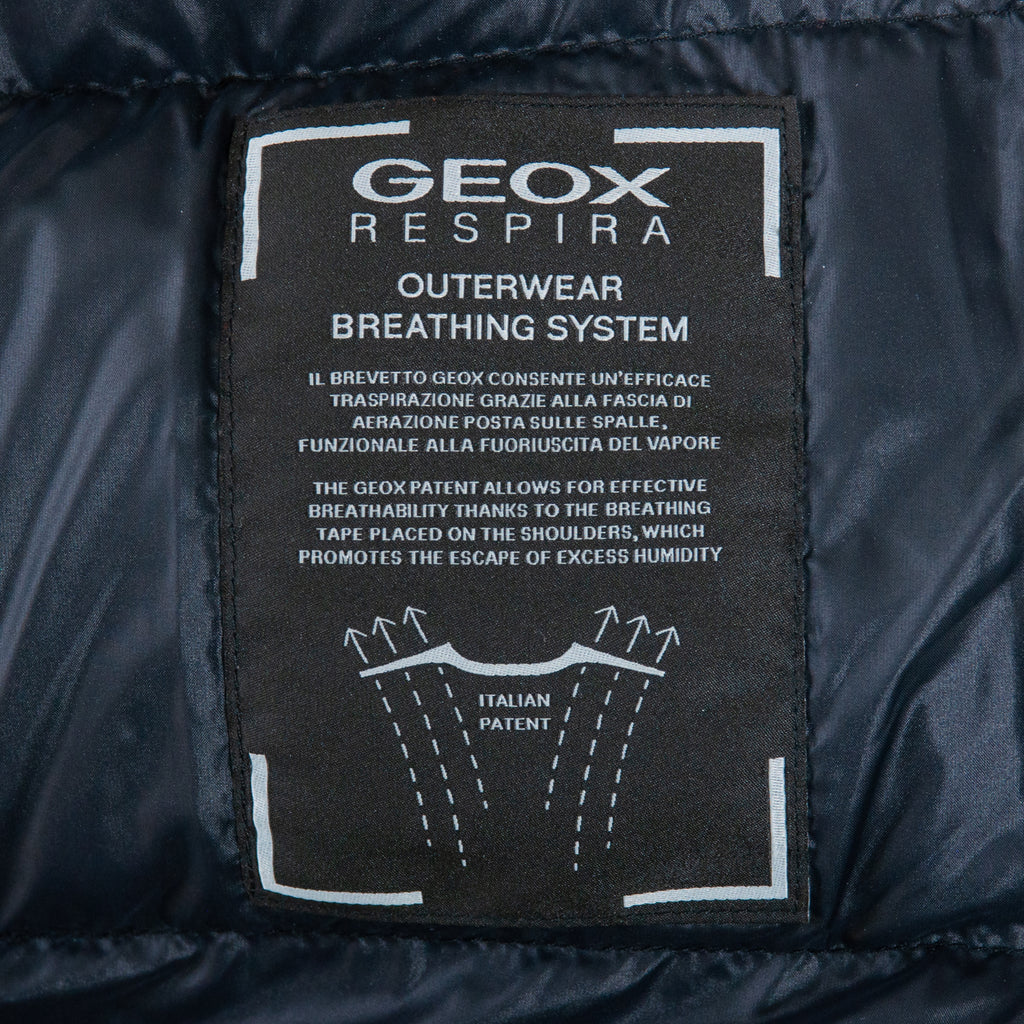 GEOX
RESPIRA
OUTERWEAR
BREATHING SYSTEM
IL BREVETTO GEOX CONSENTE UN'EFFICACE
TRASPIRAZIONE GRAZIE ALLA FASCIA DI
AERAZIONE POSTA SULLE SPALLE,
FUNZIONALE ALLA FUORIUSCITA DEL VAPORE
THE GEOX PATENT ALLOWS FOR EFFECTIVE
BREATHABILITY THANKS TO THE BREATHING
TAPE PLACED ON THE SHOULDERS, WHICH
PROMOTES THE ESCAPE OF EXCESS HUMIDITY
ITALIAN
PATENT